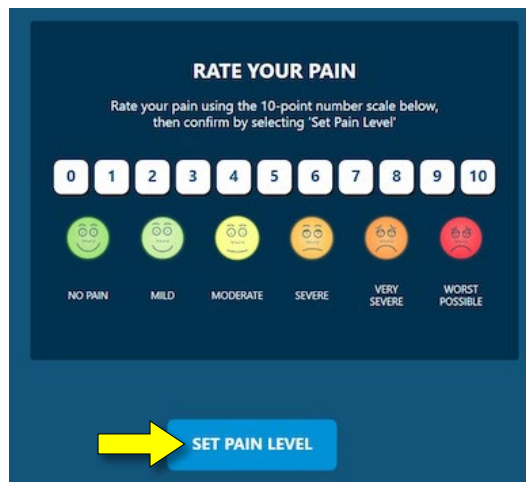 RATE YOUR PAIN
Rate your pain using the 10-point number scale below,
then confirm by selecting 'Set Pain Level'
0 1 2 3 4 5 6 7 8 9 10
NO PAIN MILD MODERATE SEVERE VERY SEVERE WORST POSSIBLE
SET PAIN LEVEL